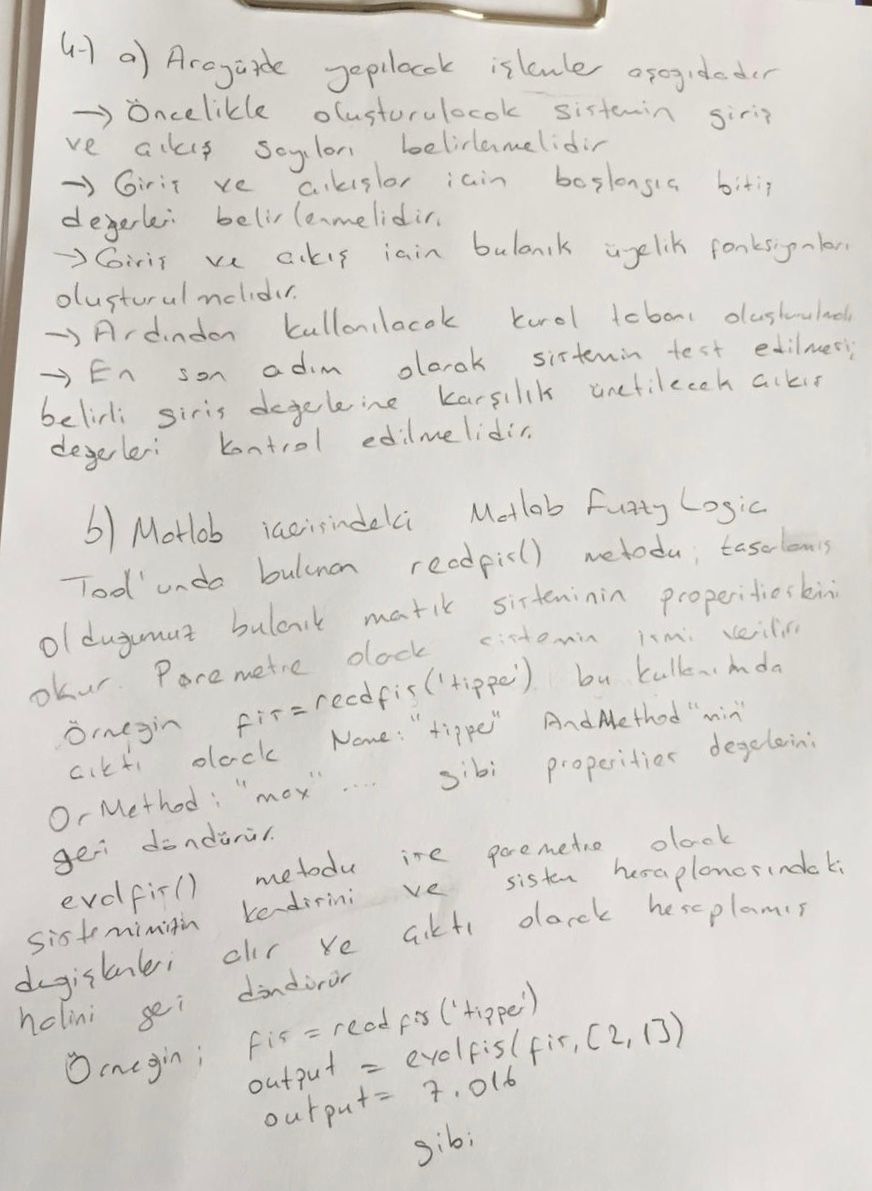 4-) a) Arayüzde yapılacak işlemler aşağıdadır
→ Öncelikle oluşturulacak sistemin giriş
ve çıkış sayıları belirlenmelidir
→ Giriş ve çıkışlar için başlangıç bitiş
değerleri belirlenmelidir.
→ Giriş ve çıkış için bulanık üyelik fonksiyonları
oluşturulmalıdır.
→ Ardından kullanılacak kural tabanı oluşturulmalı
→ En son adım olarak sistemin test edilmesi,
belirli giriş değerlerine karşılık üretilecek çıkış
değerleri kontrol edilmelidir.
b) Matlab içerisindeki Matlab Fuzzy Logic
Tool'unda bulunan readfis() metodu, tasarlamış
olduğumuz bulanık mantık sisteminin
okur. Parametre olarak sistemin ismi verilir.
Örneğin fis=readfis('tipper') bu kullanımda
çıktı olarak Name: "tipper" AndMethod "min"
OrMethod: "max" .... gibi properities değerlerini
geri döndürür.
evalfis() metodu ise parametre olarak
sistemimizin kendisini ve sistem hesaplamasındaki
değişkenleri alır ve çıktı olarak hesaplamış
halini geri döndürür
Örneğin; fis = readfis('tipper')
output = evalfis(fis, [2, 1])
output= 7.016
gibi